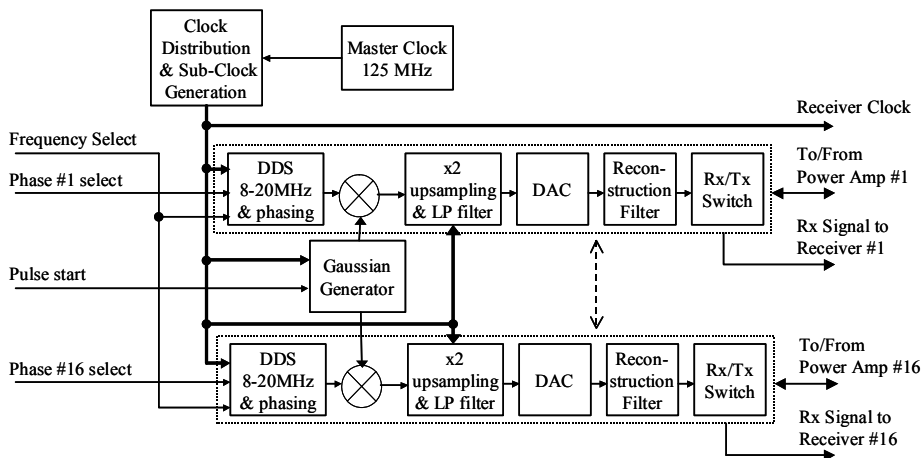 Clock
Distribution
& Sub-Clock
Generation
Master Clock
125 MHz
Receiver Clock
Frequency Select
Phase #1 select
DDS
8-20MHz
& phasing
x2
upsampling
& LP filter
DAC
Recon-
struction
Filter
Rx/Tx
Switch
To/From
Power Amp #1
Rx Signal to
Receiver #1
Pulse start
Gaussian
Generator
Phase #16 select
DDS
8-20MHz
& phasing
x2
upsampling
& LP filter
DAC
Recon-
struction
Filter
Rx/Tx
Switch
To/From
Power Amp #16
Rx Signal to
Receiver #16